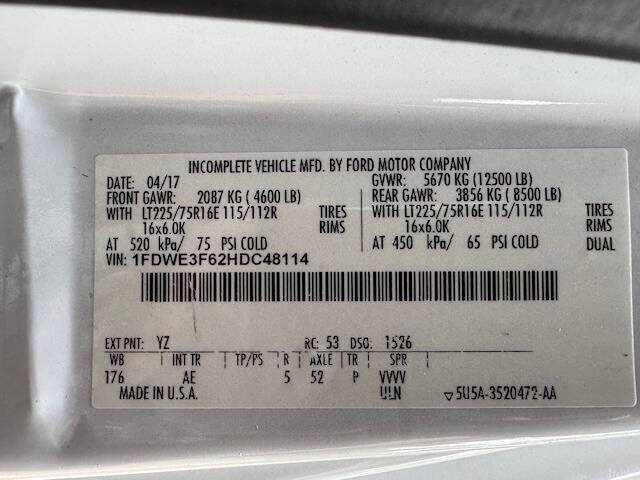 INCOMPLETE VEHICLE MFD. BY FORD MOTOR COMPANY
DATE: 04/17 GVWR: 5670 KG (12500 LB)
FRONT GAWR: 2087 KG ( 4600 LB) REAR GAWR: 3856 KG ( 8500 LB)
WITH LT225/75R16E 115/112R TIRES WITH LT225/75R16E 115/112R TIRES
16x6.0K RIMS 16x6.0K RIMS
AT 520 kPa/ 75 PSI COLD AT 450 kPa/ 65 PSI COLD DUAL
VIN: 1FDWE3F62HDC48114
EXT PNT: YZ RC: 53 DSO: 1526
WB INT TR TP/PS R AXLE TR SPR
176 AE 5 52 P VVVV
MADE IN U.S.A. ULN ▽5U5A-3520472-AA